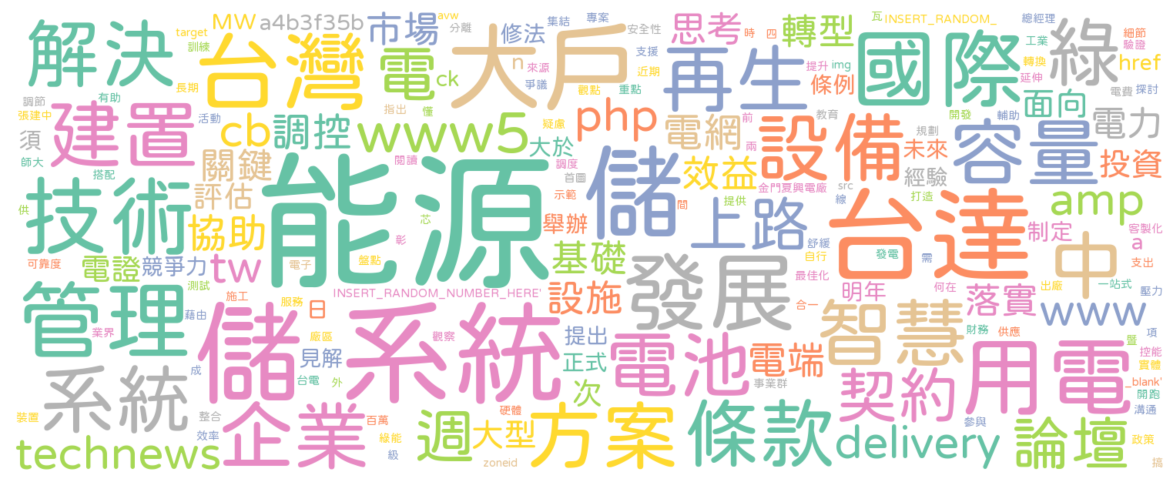 解決
台灣
電
大戶
再生
國際
綠
MW
a4b3f35b
市場
avw
分離
集結
修法
專案
安全性
思考
時
四
轉型
瓦
INSERT_RANDOM_
總經理
細節
target
訓練
n
來源
爭議
支援
近期
提升
img
工業
驗證
轉換
延伸
href
長期
ck
觀點
重點
條例
面向
電費
探討
調節
有助
建置
張建中
活動
cb
調控
指出
懂
www5
疑慮
php
大於
電網
前
兩
教育
設備
開發
輔助
規劃
未來
容量
電力
須
師大
搭配
關鍵
閱讀
能源
調度
首圖
儲
效益
金門夏興電廠
src
線
經驗
打造
投資
技術
評估
示範
間
提供
上路
台達
amp
供
協助
彰
芯
舉辦
舒緩
自行
發電
需
中
制定
客製化
a
支出
可靠度
電證
競爭力
tw
電子
盤點
基礎
發展
最佳化
何在
出廠
一站式
測試
INSERT_RANDOM_NUMBER_HERE'
設施
明年
落實
www
壓力
管理
施工
服務
日
合一
智慧
財務
供應
項
業界
藉由
儲系統
廠區
觀察
提出
電池
電端
盤
控能
實體
系統
成
見解
正式
事業群
契約
用電
_blank'
開跑
台電
外
次
裝置
整合
百萬
硬體
條款
參與
溝通
technews
效率
企業
綠能
級
週
大型
zoneid
方案
delivery
論壇
政策
搞